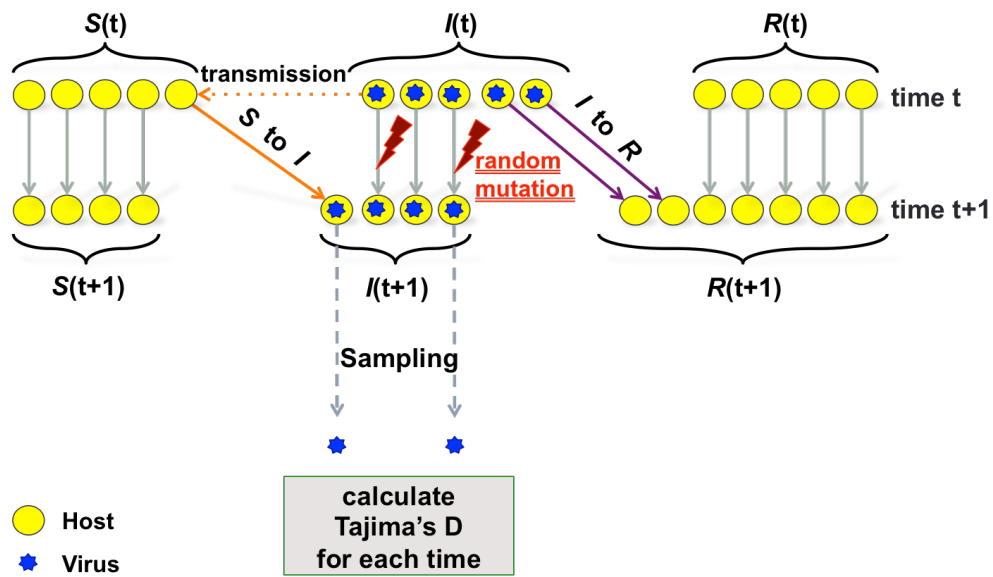 S(t)
I(t)
R(t)
transmission
time t
S to I
I to R
random
mutation
time t+1
S(t+1)
I(t+1)
R(t+1)
Sampling
calculate
Tajima's D
for each time
Host
Virus